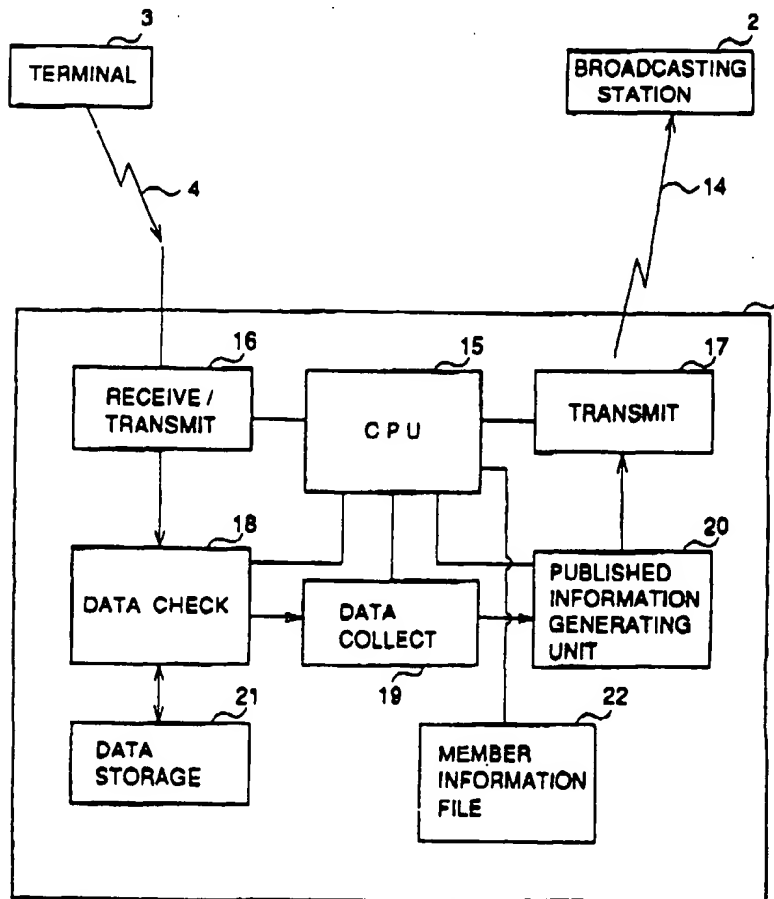 3
TERMINAL
2
BROADCASTING
STATION
4
14
16
RECEIVE /
TRANSMIT
15
CPU
17
TRANSMIT
18
DATA CHECK
DATA
COLLECT
19
20
PUBLISHED
INFORMATION
GENERATING
UNIT
21
DATA
STORAGE
22
MEMBER
INFORMATION
FILE